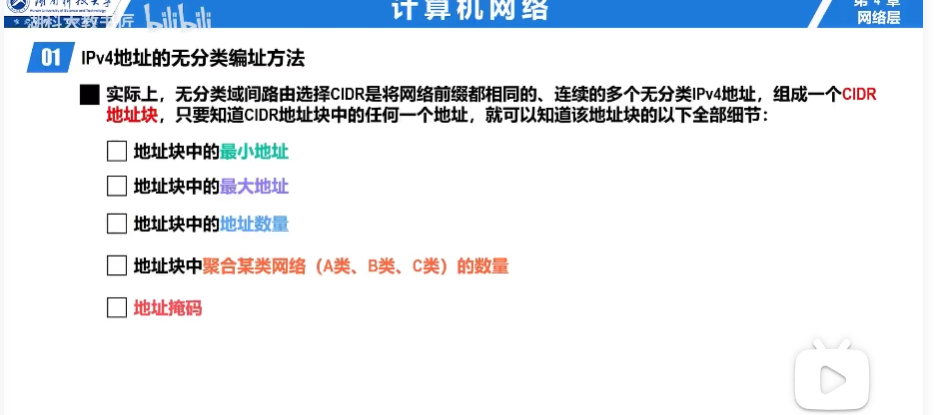 计算机网络
第4章
网络层
湖南科技大学
Hunan University of Science and Technology
湖科大教书匠 bilibili
01 IPv4地址的无分类编址方法
实际上，无分类域间路由选择CIDR是将网络前缀都相同的、连续的多个无分类IPv4地址，组成一个CIDR
地址块，只要知道CIDR地址块中的任何一个地址，就可以知道该地址块的以下全部细节：
地址块中的最小地址
地址块中的最大地址
地址块中的地址数量
地址块中聚合某类网络（A类、B类、C类）的数量
地址掩码